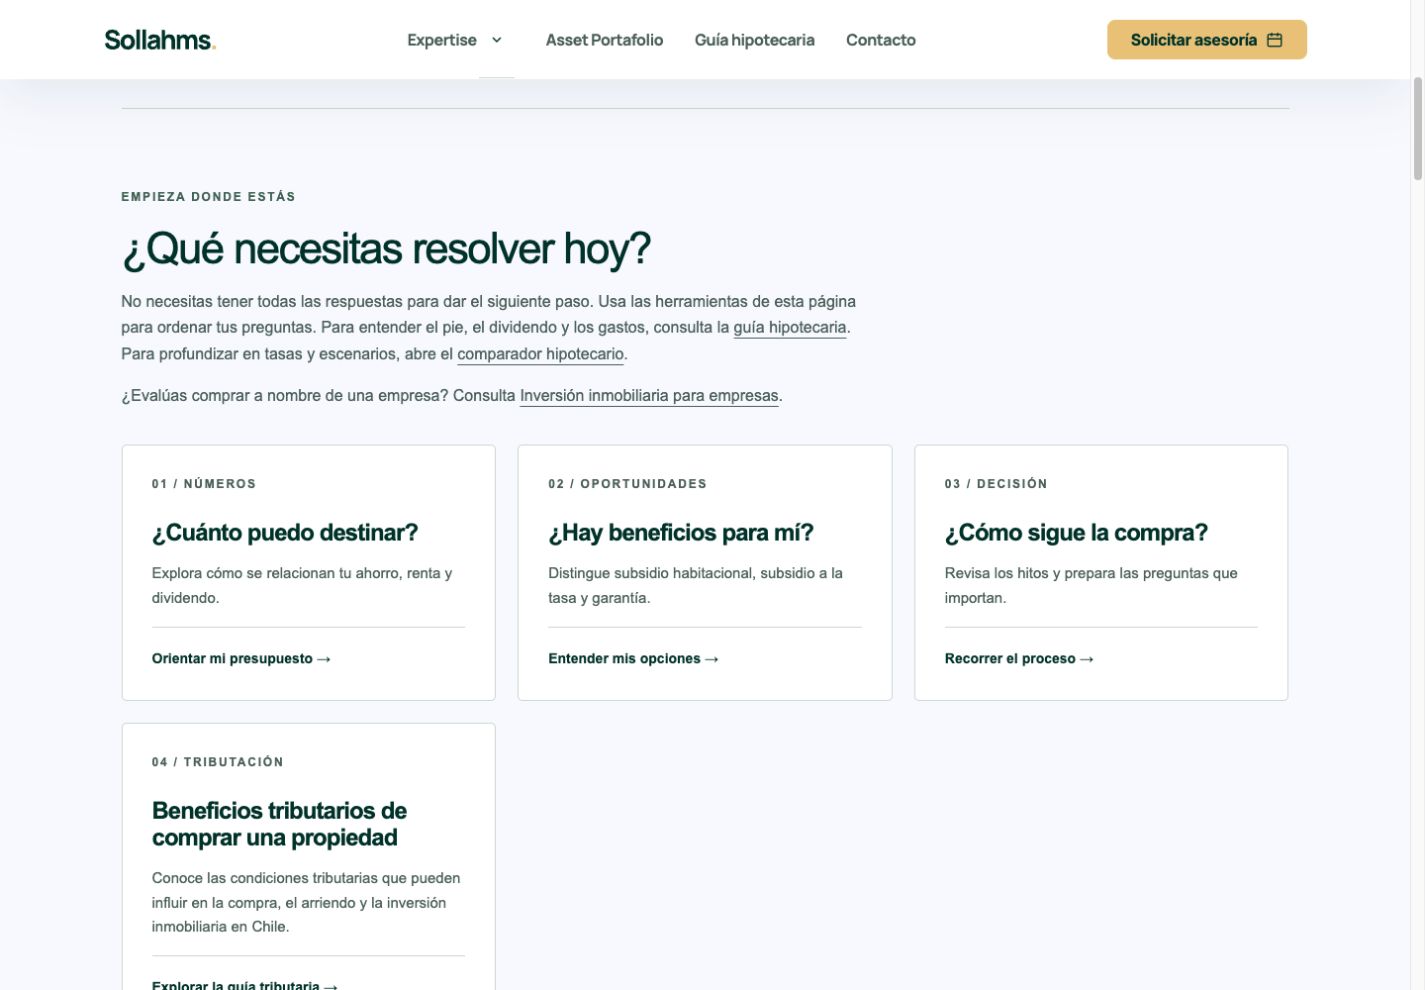 Sollahms.
Expertise
Asset Portafolio
Guía hipotecaria
Contacto
Solicitar asesoría
EMPIEZA DONDE ESTÁS
¿Qué necesitas resolver hoy?
No necesitas tener todas las respuestas para dar el siguiente paso. Usa las herramientas de esta página
para ordenar tus preguntas. Para entender el pie, el dividendo y los gastos, consulta la guía hipotecaria.
Para profundizar en tasas y escenarios, abre el comparador hipotecario.
¿Evalúas comprar a nombre de una empresa? Consulta Inversión inmobiliaria para empresas.
01 / NÚMEROS
¿Cuánto puedo destinar?
Explora cómo se relacionan tu ahorro, renta y
dividendo.
Orientar mi presupuesto →
02 / OPORTUNIDADES
¿Hay beneficios para mí?
Distingue subsidio habitacional, subsidio a la
tasa y garantía.
Entender mis opciones →
03 / DECISIÓN
¿Cómo sigue la compra?
Revisa los hitos y prepara las preguntas que
importan.
Recorrer el proceso →
04 / TRIBUTACIÓN
Beneficios tributarios de
comprar una propiedad
Conoce las condiciones tributarias que pueden
influir en la compra, el arriendo y la inversión
inmobiliaria en Chile.
Explorar la guía tributaria →